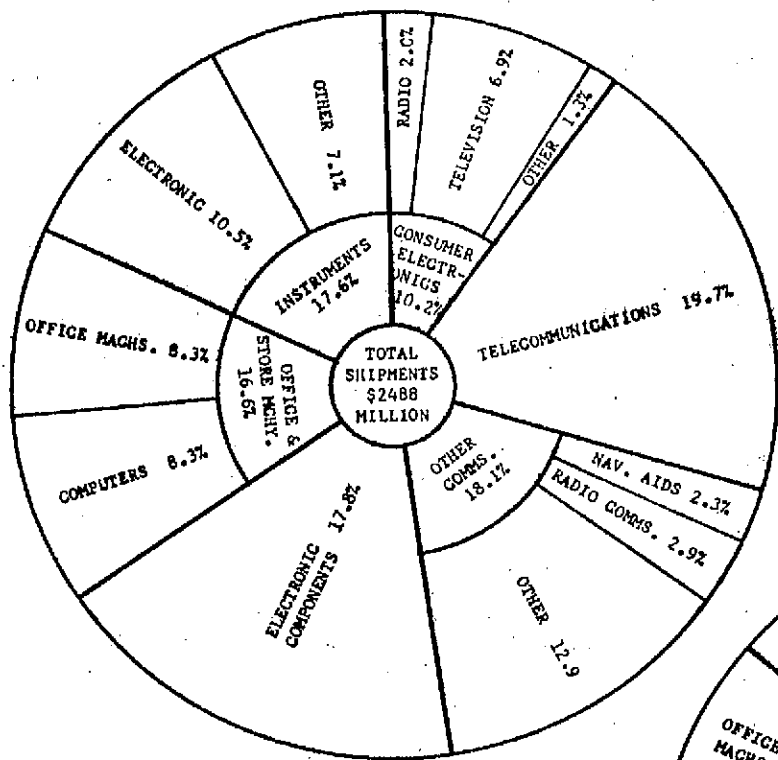 RADIO 2.0%
TELEVISION 6.9%
OTHER 1.3%
CONSUMER
ELECTR-
ONICS
10.2%
TELECOMMUNICATIONS 19.7%
NAV. AIDS 2.3%
RADIO COMMS. 2.9%
OTHER 12.9
OTHER
COMMS.
18.1%
ELECTRONIC 17.8%
COMPONENTS
COMPUTERS 8.3%
OFFICE MACHS. 8.3%
OFFICE &
STORE MCHY.
16.6%
ELECTRONIC 10.5%
OTHER 7.1%
INSTRUMENTS
17.6%
TOTAL
SHIPMENTS
$2488
MILLION
OFFICE